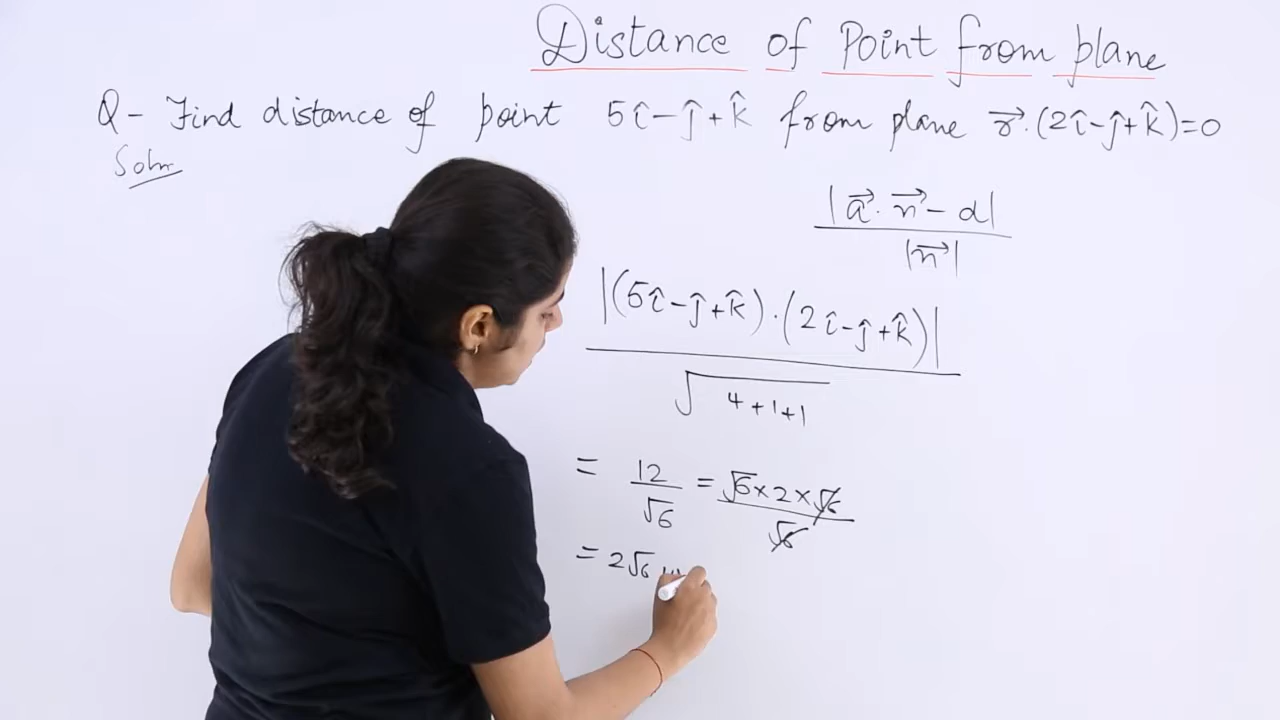 Distance of Point from plane
Q- Find distance of point 5î-ĵ+k̂ from plane r⃗.(2î-ĵ+k̂)=0
Soln
|a⃗.n⃗-d|
|n⃗|
|(5î-ĵ+k̂).(2î-ĵ+k̂)|
√4+1+1
= 12/√6 = √6×2×√6/√6
= 2√6